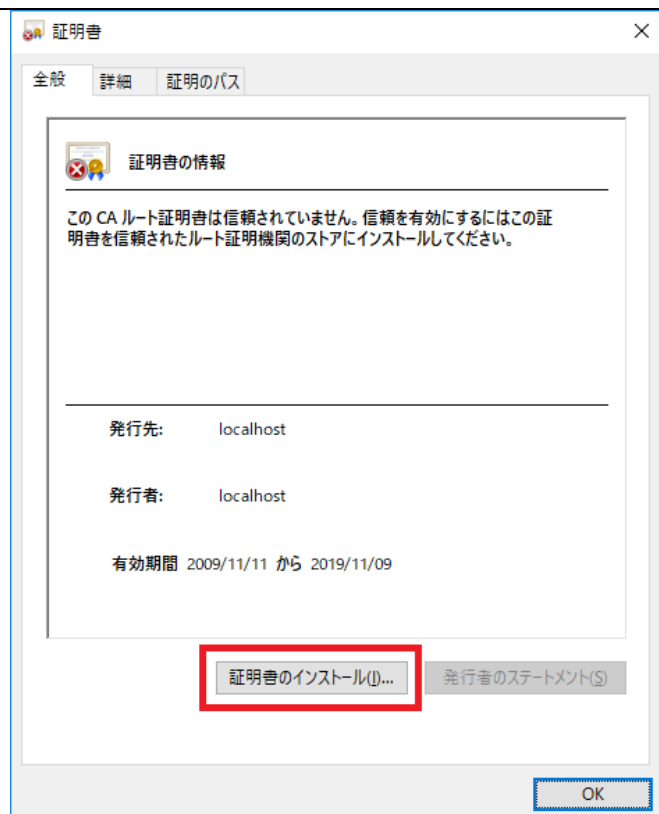 証明書
全般
詳細
証明のパス
証明書の情報
この CA ルート証明書は信頼されていません。信頼を有効にするにはこの証
明書を信頼されたルート証明機関のストアにインストールしてください。
発行先: localhost
発行者: localhost
有効期間 2009/11/11 から 2019/11/09
証明書のインストール(I)...
発行者のステートメント(S)
OK